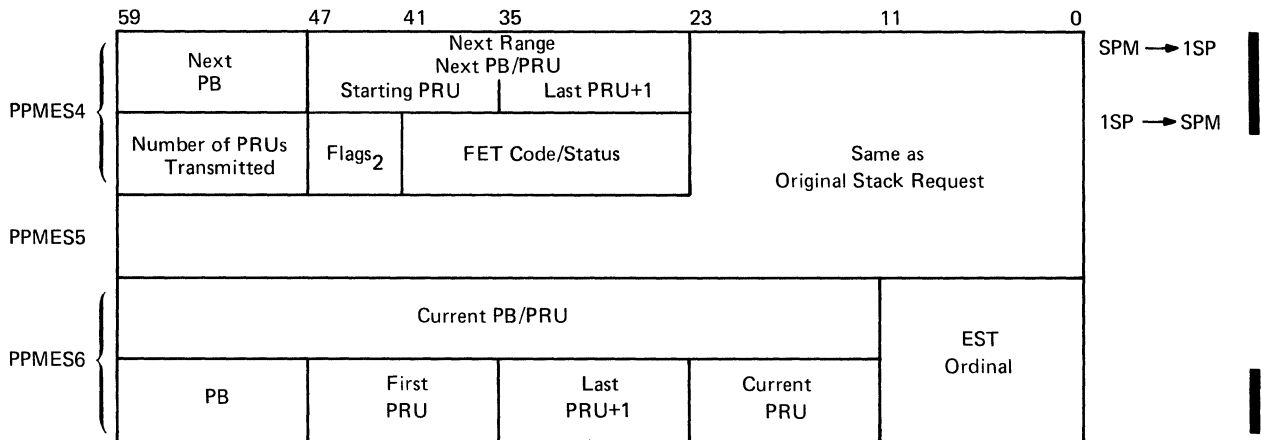 59 47 41 35 23 11 0
Next Range
Next PB/PRU
Next
PB
Starting PRU Last PRU+1
SPM → 1SP
PPMES4
1SP → SPM
Number of PRUs
Transmitted
Flags2
FET Code/Status
Same as
Original Stack Request
PPMES5
Current PB/PRU
PPMES6
EST
Ordinal
PB
First
PRU
Last
PRU+1
Current
PRU